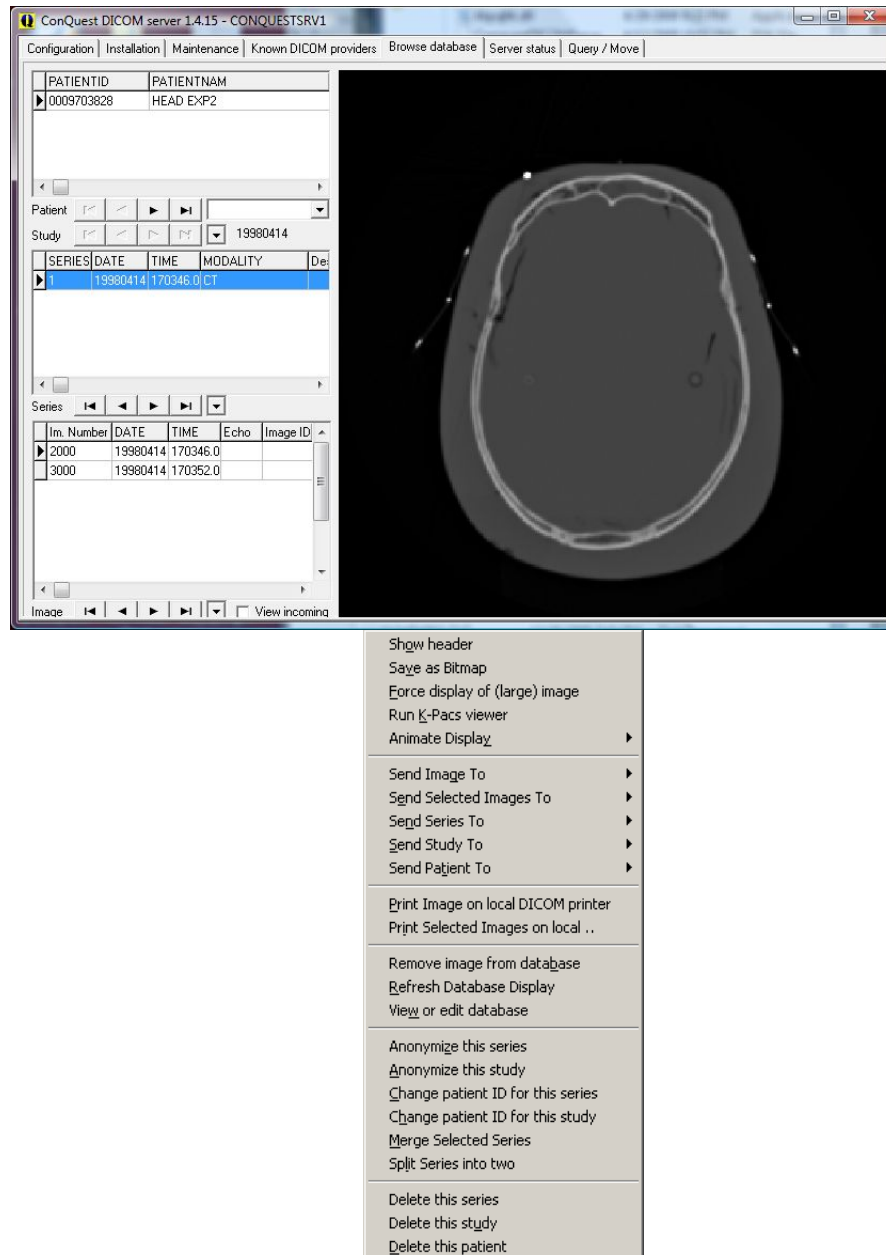 ConQuest DICOM server 1.4.15 - CONQUESTSRV1
Configuration Installation Maintenance Known DICOM providers Browse database Server status Query / Move
PATIENTID PATIENTNAM
0009703828 HEAD EXP2
Patient
Study 19980414
SERIES DATE TIME MODALITY De
1 19980414 170346.0 CT
Series
Im. Number DATE TIME Echo Image ID
2000 19980414 170346.0
3000 19980414 170352.0
Image View incoming
Show header
Save as Bitmap
Force display of (large) image
Run K-Pacs viewer
Animate Display
Send Image To
Send Selected Images To
Send Series To
Send Study To
Send Patient To
Print Image on local DICOM printer
Print Selected Images on local ..
Remove image from database
Refresh Database Display
View or edit database
Anonymize this series
Anonymize this study
Change patient ID for this series
Change patient ID for this study
Merge Selected Series
Split Series into two
Delete this series
Delete this study
Delete this patient